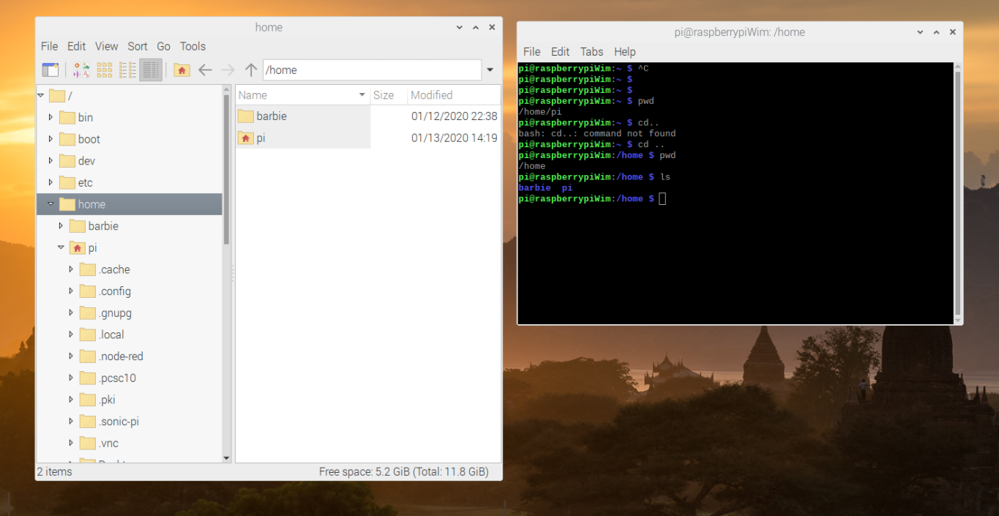 home
File Edit View Sort Go Tools
/home
/
bin
boot
dev
etc
home
barbie
pi
.cache
.config
.gnupg
.local
.node-red
.pcsc10
.pki
.sonic-pi
.vnc
Name Size Modified
barbie 01/12/2020 22:38
pi 01/13/2020 14:19
2 items
Free space: 5.2 GiB (Total: 11.8 GiB)
pi@raspberrypiWim: /home
File Edit Tabs Help
pi@raspberrypiWim:~ $ ^C
pi@raspberrypiWim:~ $
pi@raspberrypiWim:~ $
pi@raspberrypiWim:~ $ pwd
/home/pi
pi@raspberrypiWim:~ $ cd..
bash: cd..: command not found
pi@raspberrypiWim:~ $ cd ..
pi@raspberrypiWim:/home $ pwd
/home
pi@raspberrypiWim:/home $ ls
barbie pi
pi@raspberrypiWim:/home $